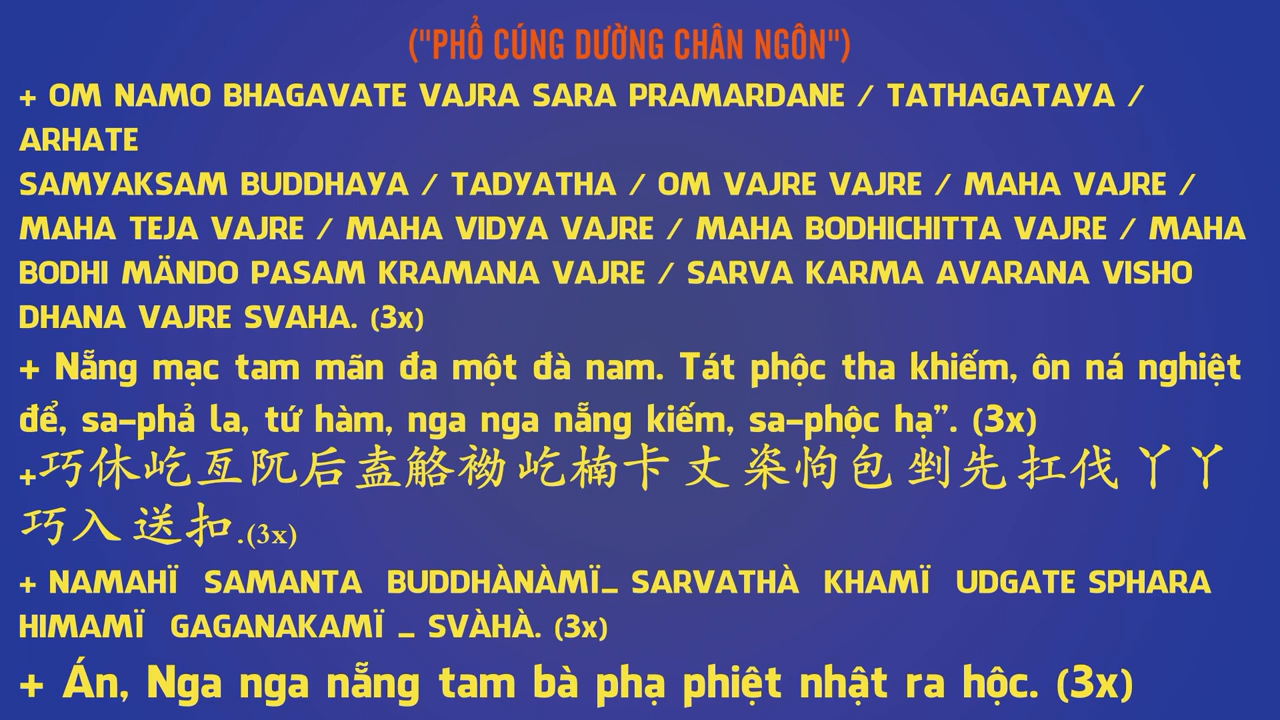 ("PHỔ CÚNG DƯỜNG CHÂN NGÔN")
+ OM NAMO BHAGAVATE VAJRA SARA PRAMARDANE / TATHAGATAYA /
ARHATE
SAMYAKSAM BUDDHAYA / TADYATHA / OM VAJRE VAJRE / MAHA VAJRE /
MAHA TEJA VAJRE / MAHA VIDYA VAJRE / MAHA BODHICHITTA VAJRE / MAHA
BODHI MÄNDO PASAM KRAMANA VAJRE / SARVA KARMA AVARANA VISHO
DHANA VAJRE SVAHA. (3x)
+ Nẵng mạc tam mãn đa một đà nam. Tát phộc tha khiếm, ôn ná nghiệt
để, sa-phả la, tứ hàm, nga nga nẵng kiếm, sa-phộc hạ”. (3x)
+巧休屹亙阢后盍觡袎屹楠卡丈 栥怐包 剉先扛伐 丫丫
巧入送扣.(3x)
+ NAMAHÏ SAMANTA BUDDHÀNÀMÏ_ SARVATHÀ KHAMÏ UDGATE SPHARA
HIMAMÏ GAGANAKAMÏ _ SVÀHÀ. (3x)
+ Án, Nga nga nẵng tam bà phạ phiệt nhật ra hộc. (3x)